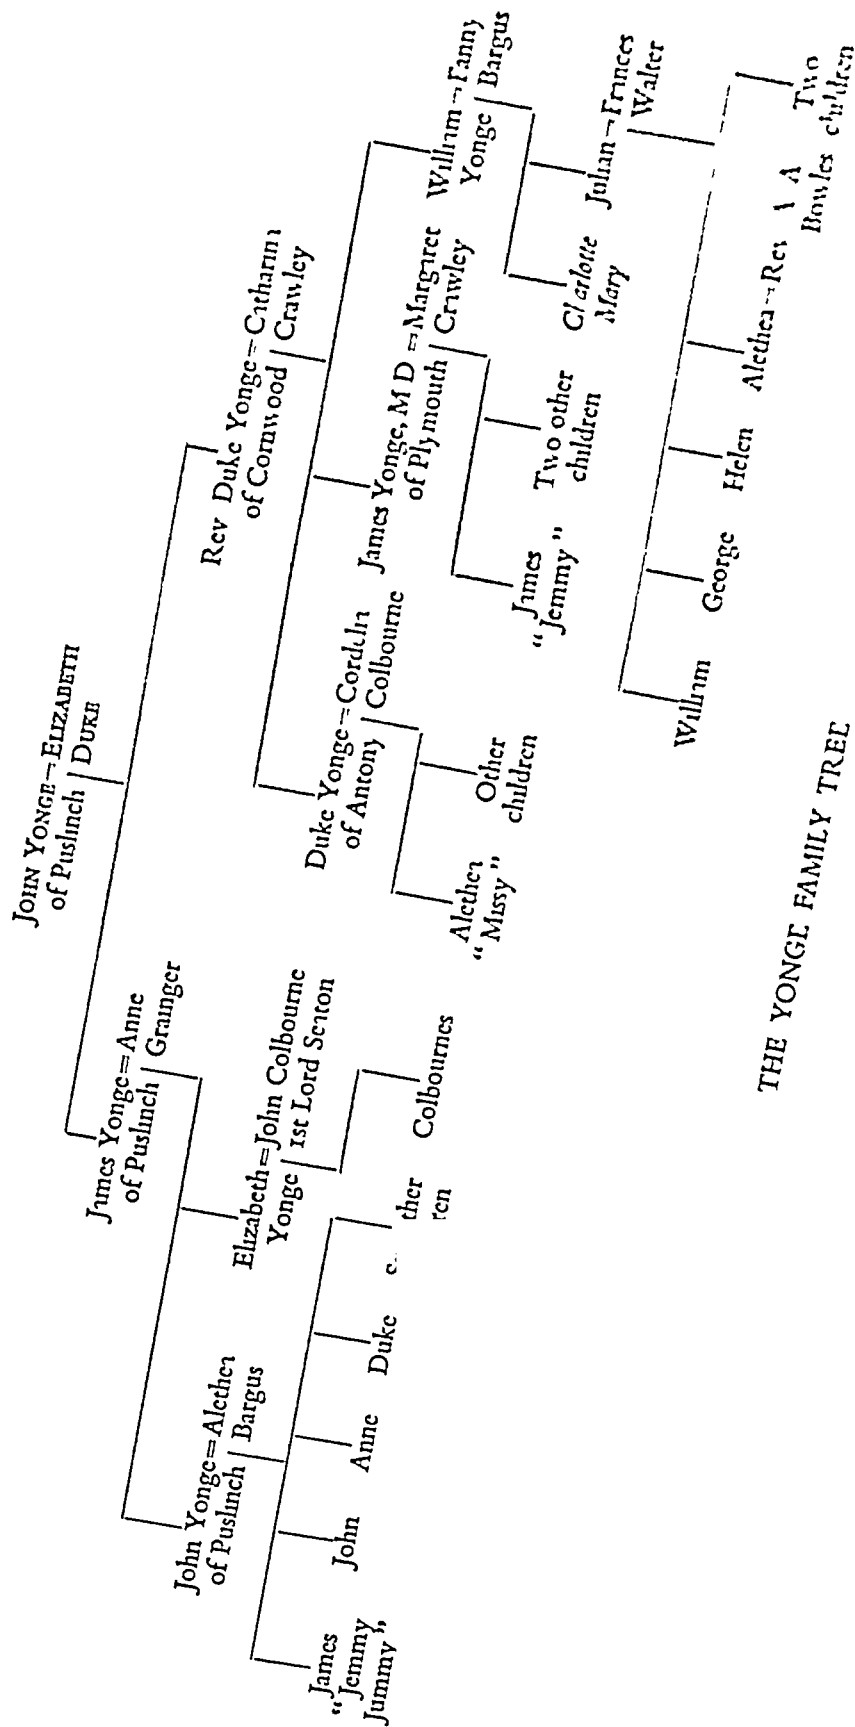 JOHN YONGE = ELIZABETH
of Puslinch DUKE
James Yonge = Anne
of Puslinch Grainger
Rev Duke Yonge = Catharina
of Cornwood Crawley
John Yonge = Alethea
of Puslinch Bargus
Elizabeth = John Colbourne
Yonge 1st Lord Seaton
Duke Yonge = Cordelia
of Antony Colbourne
James Yonge, M D = Margaret
of Plymouth Crawley
William = Fanny
Yonge Bargus
James
"Jemmy
Jummy"
John
Anne
Duke
Colbournes
Alethea
"Missy"
Other
children
James
"Jemmy"
Two other
children
Charlotte
Mary
Julian = Frances
Walter
William
George
Helen
Alethea = Rev
Bowles
Two
children
THE YONGE FAMILY TREE